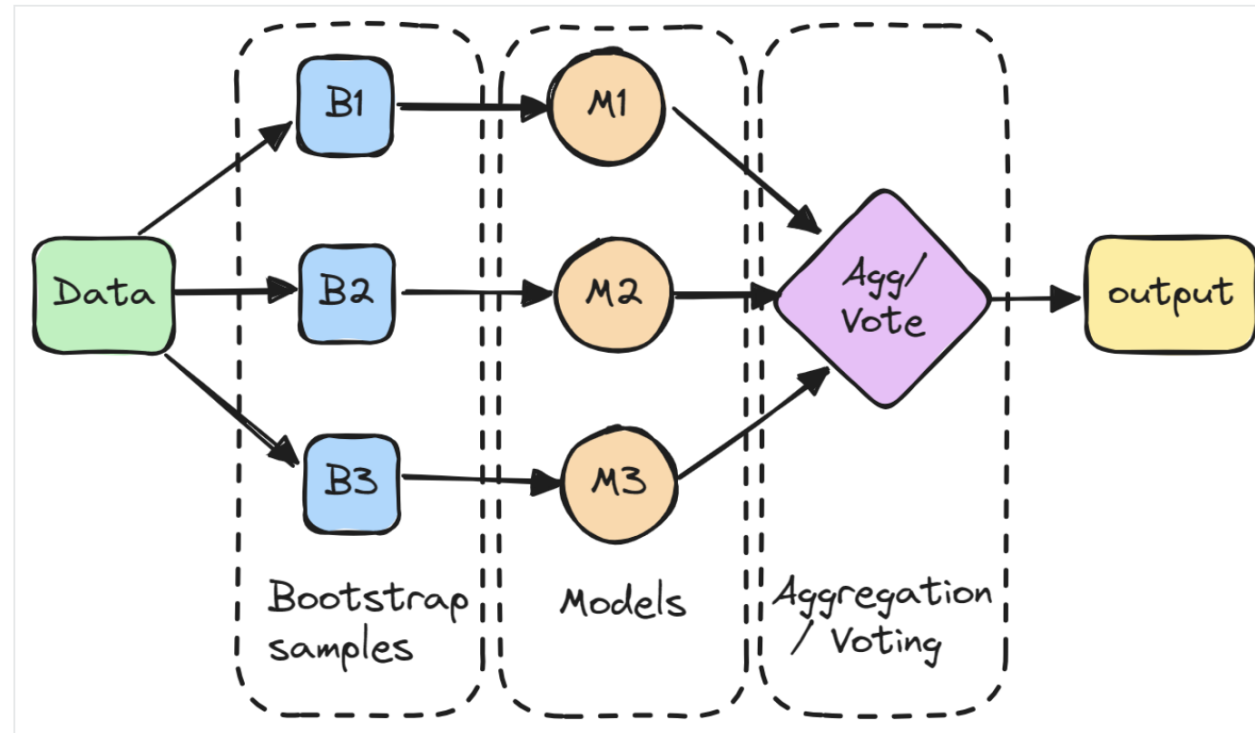 B1
M1
Data
B2
M2
Agg/
Vote
output
B3
M3
Bootstrap
samples
Models
Aggregation
/ Voting